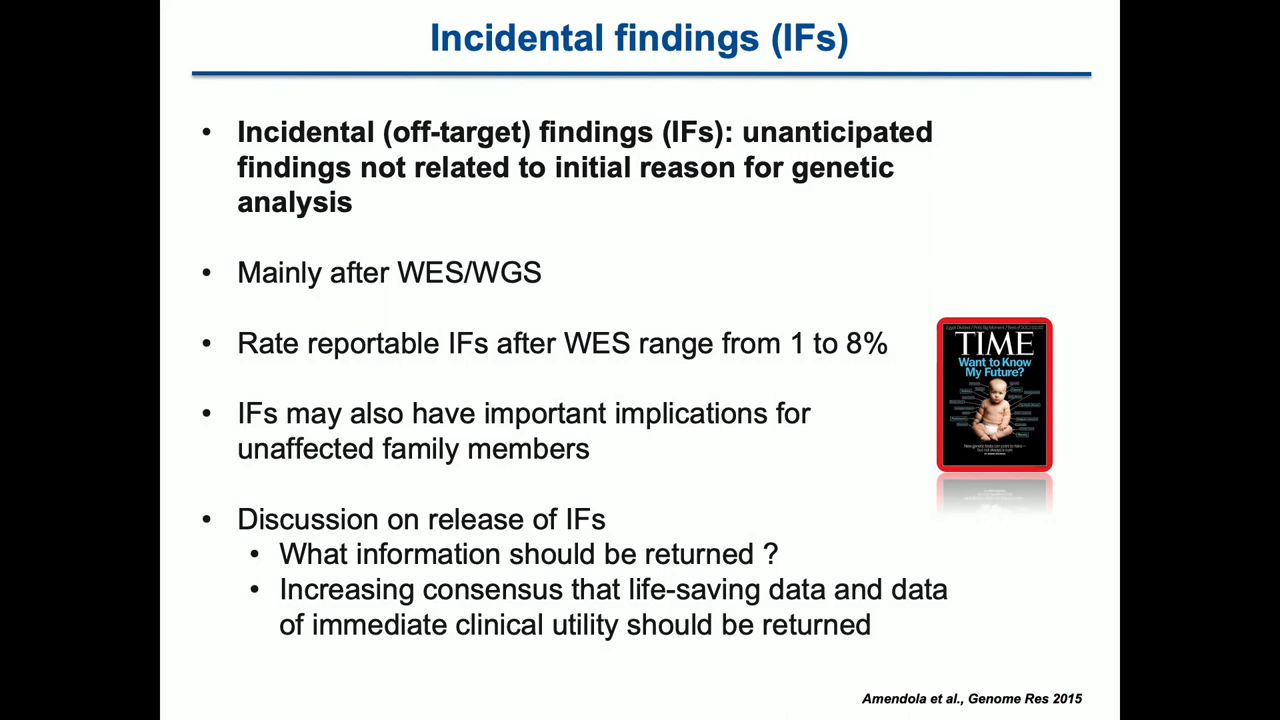 Incidental findings (IFs)
• Incidental (off-target) findings (IFs): unanticipated
findings not related to initial reason for genetic
analysis
• Mainly after WES/WGS
• Rate reportable IFs after WES range from 1 to 8%
• IFs may also have important implications for
unaffected family members
• Discussion on release of IFs
• What information should be returned ?
• Increasing consensus that life-saving data and data
of immediate clinical utility should be returned
TIME
Want to Know
My Future?
Amendola et al., Genome Res 2015